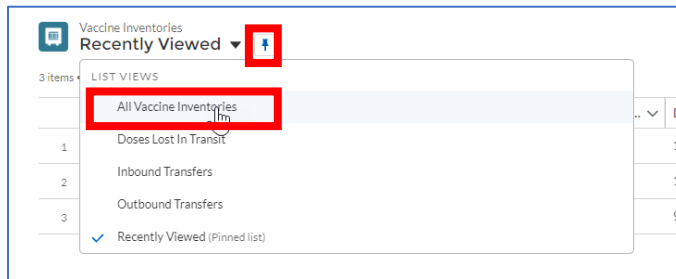 Vaccine Inventories
Recently Viewed
3 items •
LIST VIEWS
All Vaccine Inventories
Doses Lost In Transit
Inbound Transfers
Outbound Transfers
Recently Viewed (Pinned list)
..
1
2
3